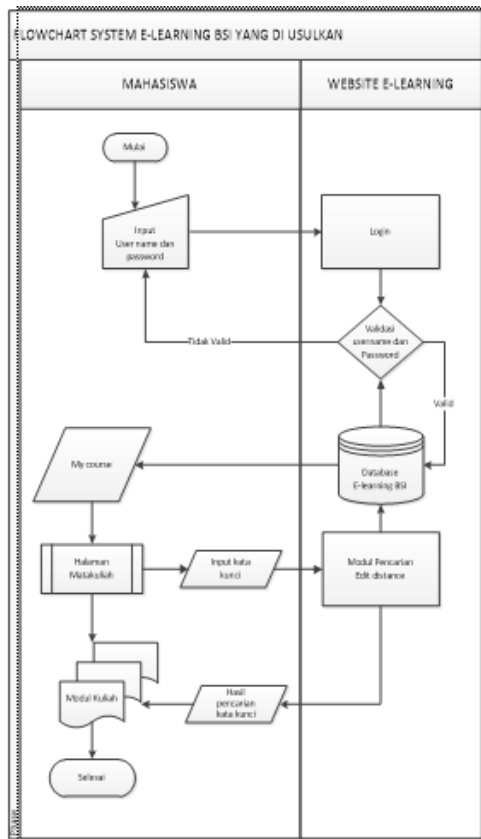 FLOWCHART SYSTEM E-LEARNING BSI YANG DI USULKAN
MAHASISWA
WEBSITE E-LEARNING
Mulai
Input
User name dan
password
Login
Validasi
username dan
Password
Tidak Valid
Valid
My course
Database
E-learning BSI
Halaman
Matakuliah
Input kata
kunci
Modul Pencarian
Edit distance
Modul Kuliah
Hasil
pencarian
kata kunci
Selesai